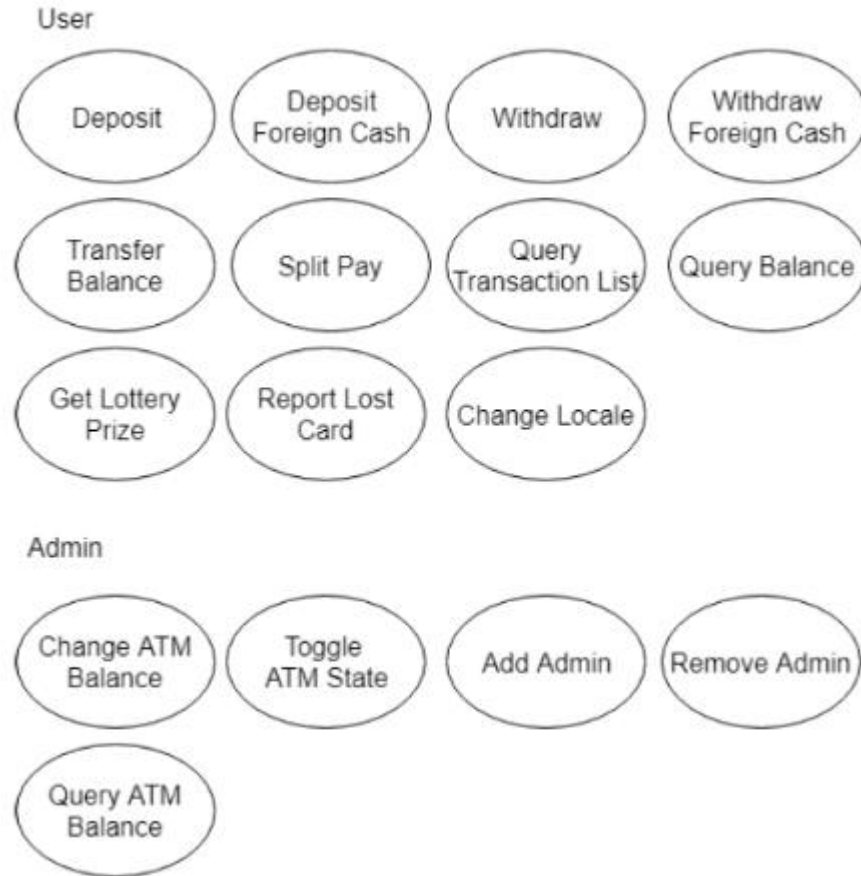 User
Deposit
Deposit
Foreign Cash
Withdraw
Withdraw
Foreign Cash
Transfer
Balance
Split Pay
Query
Transaction List
Query Balance
Get Lottery
Prize
Report Lost
Card
Change Locale
Admin
Change ATM
Balance
Toggle
ATM State
Add Admin
Remove Admin
Query ATM
Balance